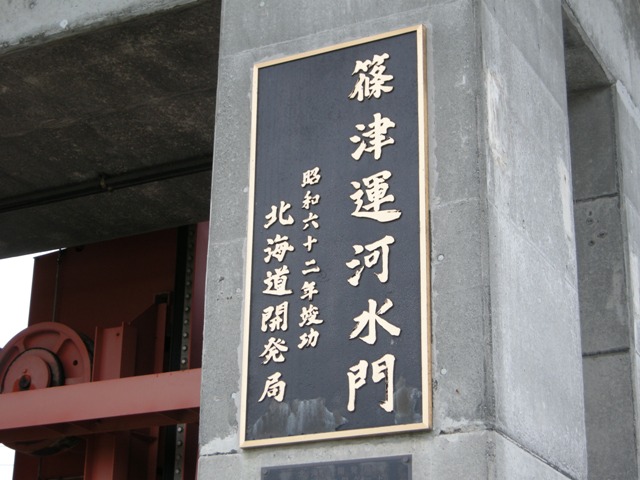 篠津運河水門
昭和六十二年竣功
北海道開発局